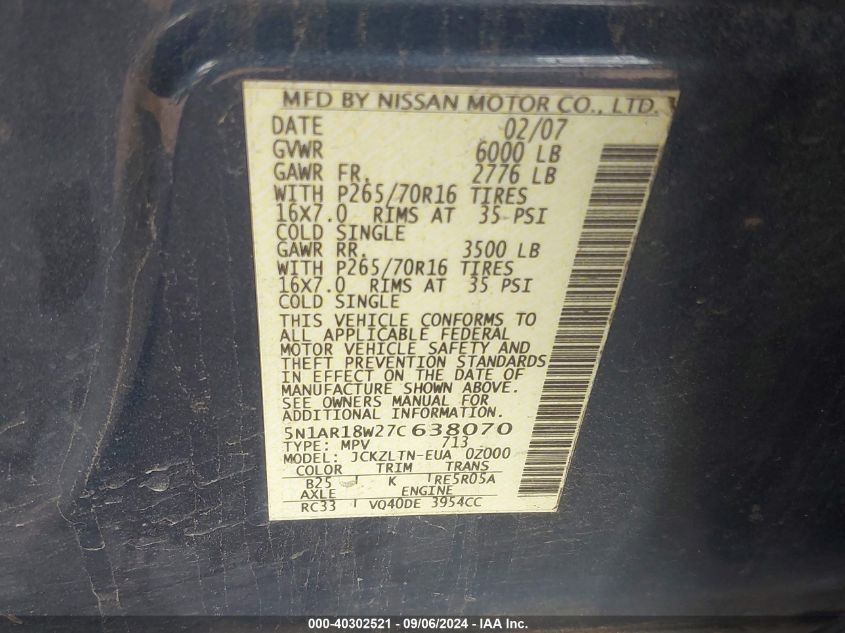 MFD BY NISSAN MOTOR CO., LTD.
DATE 02/07
GVWR 6000 LB
GAWR FR. 2776 LB
WITH P265/70R16 TIRES
16X7.0 RIMS AT 35 PSI
COLD SINGLE
GAWR RR. 3500 LB
WITH P265/70R16 TIRES
16X7.0 RIMS AT 35 PSI
COLD SINGLE
THIS VEHICLE CONFORMS TO
ALL APPLICABLE FEDERAL
MOTOR VEHICLE SAFETY AND
THEFT PREVENTION STANDARDS
IN EFFECT ON THE DATE OF
MANUFACTURE SHOWN ABOVE.
SEE OWNERS MANUAL FOR
ADDITIONAL INFORMATION.
5N1AR18W27C638070
TYPE: MPV 713
MODEL: JCKZLTN-EUA 0Z000
COLOR TRIM TRANS
B25 K RE5R05A
AXLE ENGINE
RC33 VQ40DE 3954CC
000-40302521 - 09/06/2024 - IAA Inc.